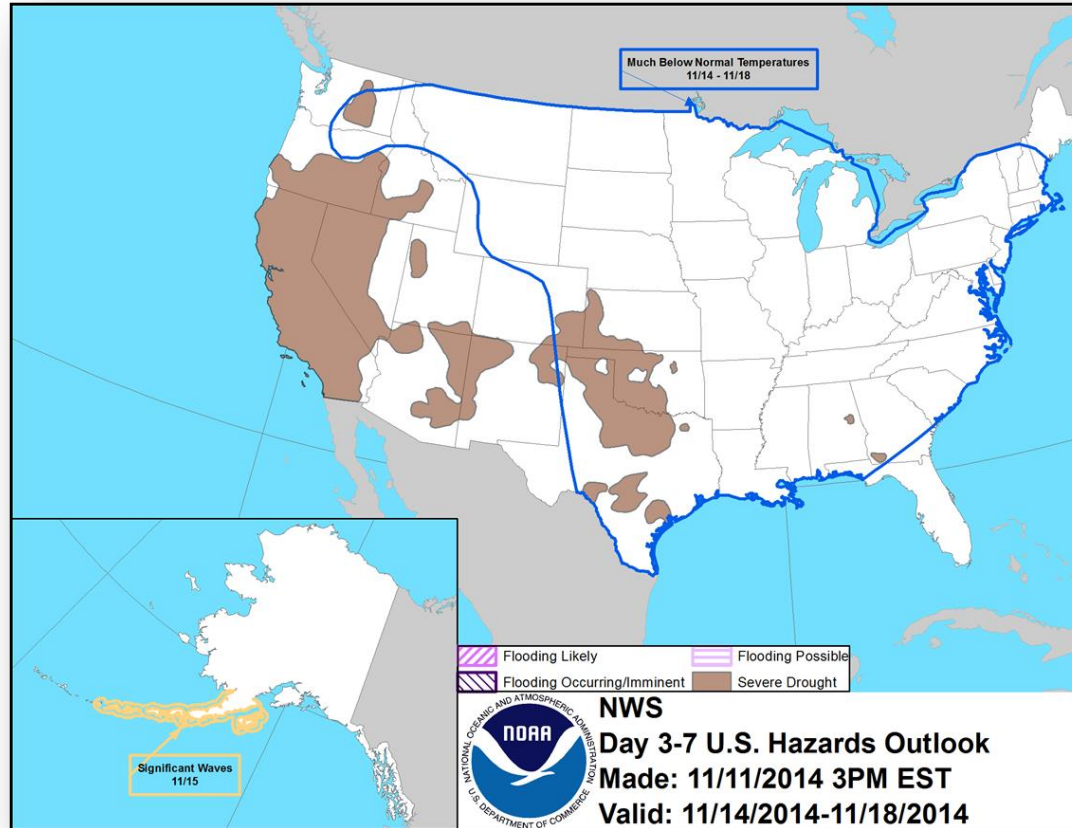 Much Below Normal Temperatures
11/14 - 11/18
Significant Waves
11/15
Flooding Likely
Flooding Possible
Flooding Occurring/Imminent
Severe Drought
NATIONAL OCEANIC AND ATMOSPHERIC ADMINISTRATION
NOAA
U.S. DEPARTMENT OF COMMERCE
NWS
Day 3-7 U.S. Hazards Outlook
Made: 11/11/2014 3PM EST
Valid: 11/14/2014-11/18/2014